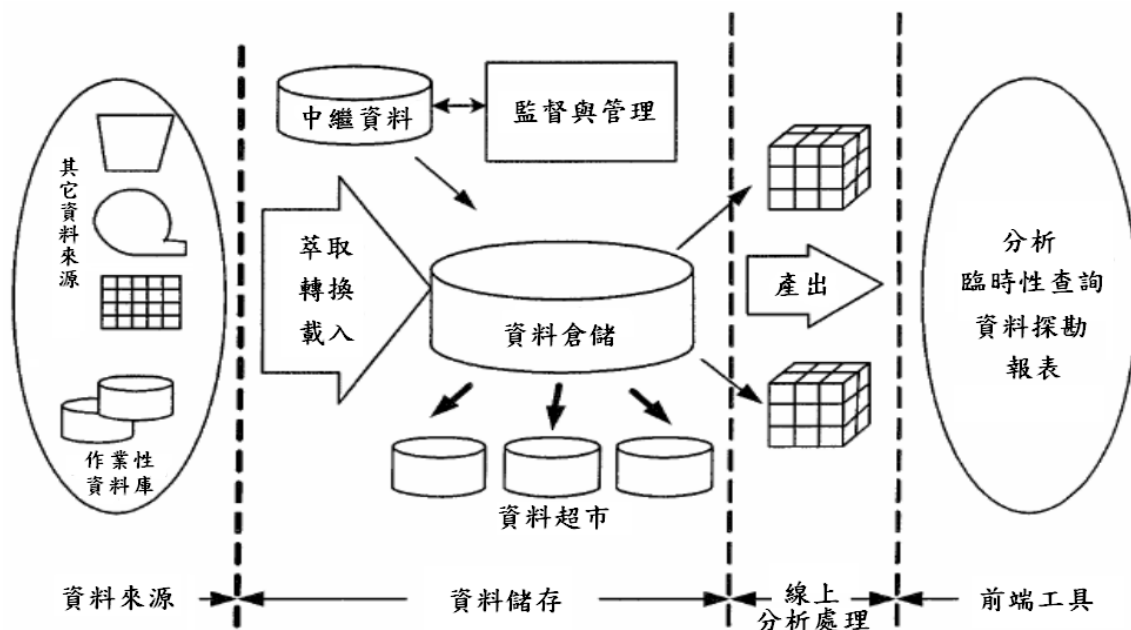 其它資料來源
作業性
資料庫
中繼資料
監督與管理
萃取
轉換
載入
資料倉儲
資料超市
產出
分析
臨時性查詢
資料探勘
報表
資料來源
資料儲存
線上
分析處理
前端工具